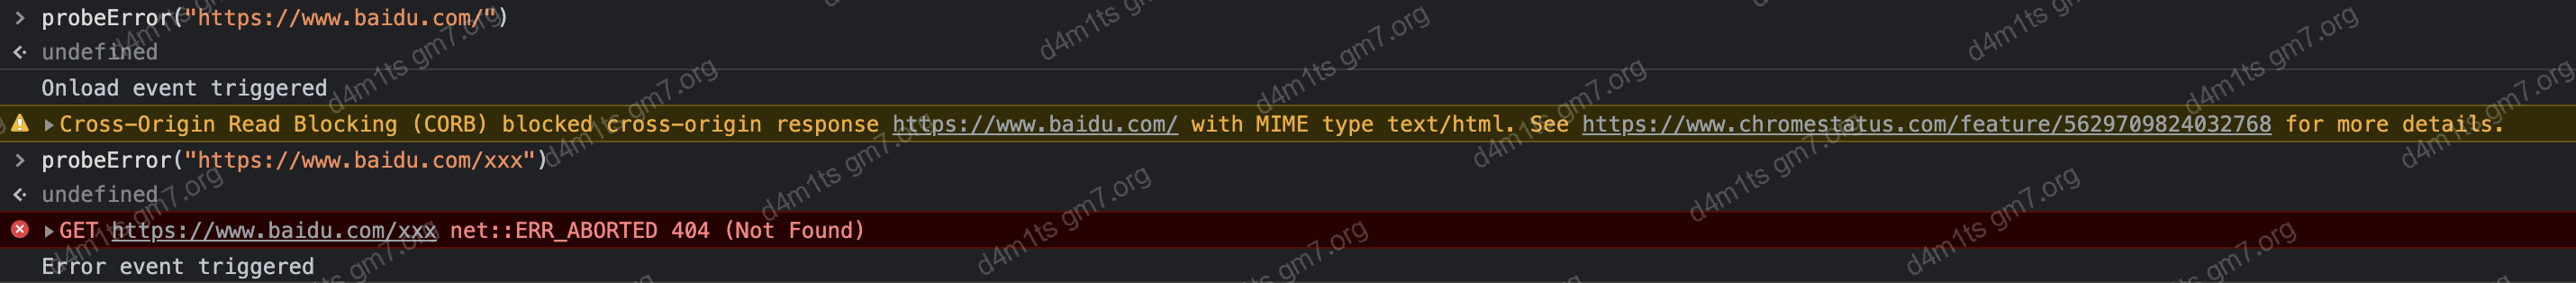 > probeError("https://www.baidu.com/")
undefined
Onload event triggered
Cross-Origin Read Blocking (CORB) blocked cross-origin response https://www.baidu.com/ with MIME type text/html. See https://www.chromestatus.com/feature/5629709824032768 for more details.
> probeError("https://www.baidu.com/xxx")
undefined
GET https://www.baidu.com/xxx net::ERR_ABORTED 404 (Not Found)
Error event triggered
d4m1ts gm7.org